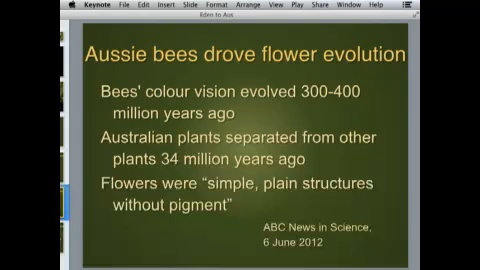 Keynote File Edit Insert Slide Format Arrange View Play Share Window Help
Eden to Aus
Aussie bees drove flower evolution
Bees' colour vision evolved 300-400
million years ago
Australian plants separated from other
plants 34 million years ago
Flowers were “simple, plain structures
without pigment”
ABC News in Science,
6 June 2012